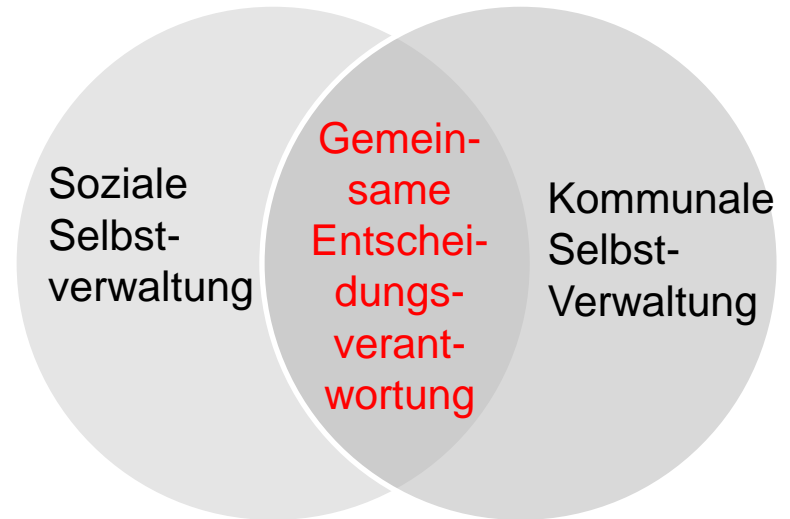 Soziale
Selbst-
verwaltung
Gemein-
same
Entschei-
dungs-
verant-
wortung
Kommunale
Selbst-
Verwaltung